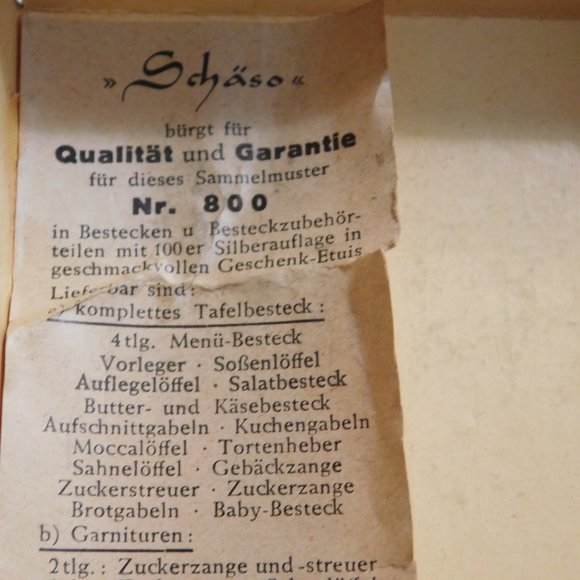 » Schäso «
bürgt für
Qualität und Garantie
für dieses Sammelmuster
Nr. 800
in Bestecken u Besteckzubehör-
teilen mit 100er Silberauflage in
geschmackvollen Geschenk-Etuis
Lieferbar sind:
a) komplettes Tafelbesteck:
4tlg. Menü-Besteck
Vorleger · Soßenlöffel
Auflegelöffel · Salatbesteck
Butter- und Käsebesteck
Aufschnittgabeln · Kuchengabeln
Moccalöffel · Tortenheber
Sahnelöffel · Gebäckzange
Zuckerstreuer · Zuckerzange
Brotgabeln · Baby-Besteck
b) Garnituren:
2tlg.: Zuckerzange und -streuer